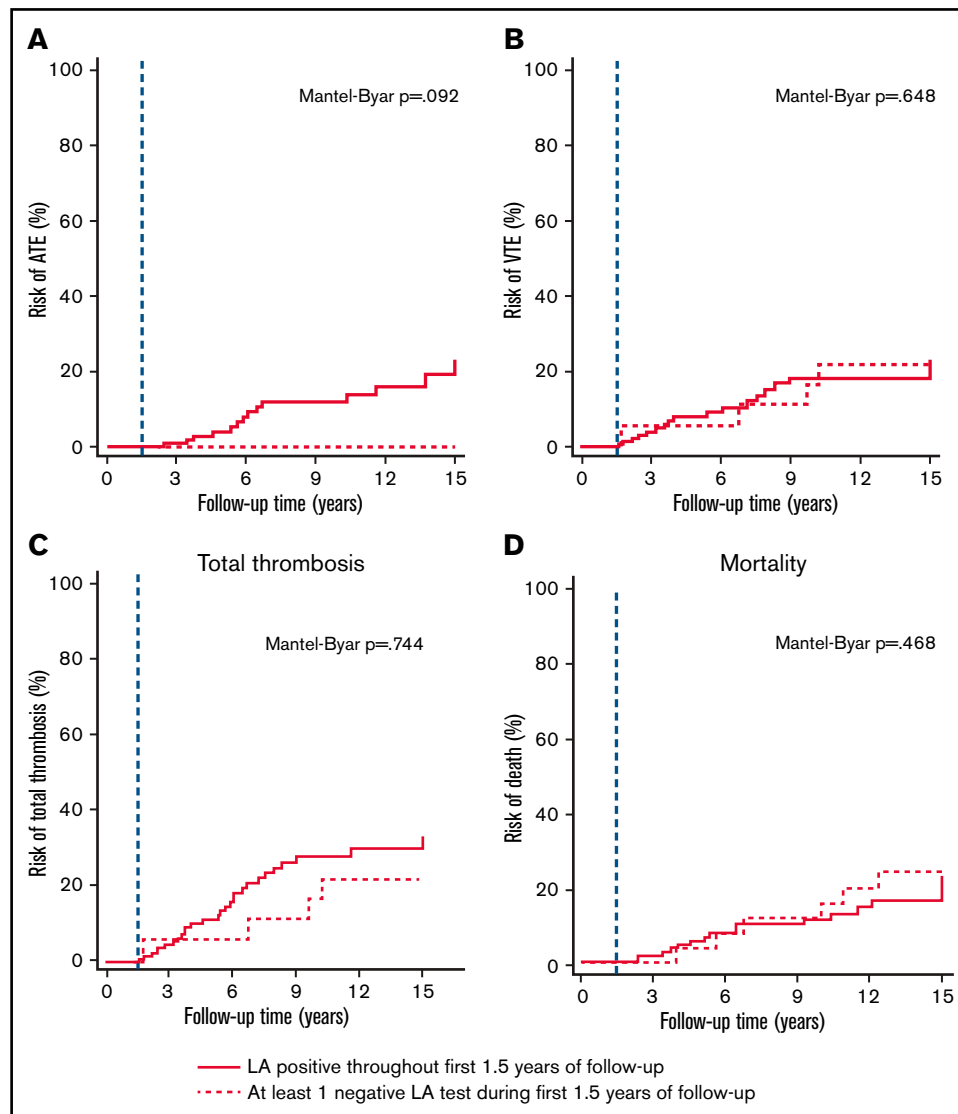 A
Mantel-Byar p=.092
Risk of ATE (%)
100
80
60
40
20
0
0 3 6 9 12 15
Follow-up time (years)
B
Mantel-Byar p=.648
Risk of VTE (%)
100
80
60
40
20
0
0 3 6 9 12 15
Follow-up time (years)
C
Total thrombosis
Mantel-Byar p=.744
Risk of total thrombosis (%)
100
80
60
40
20
0
0 3 6 9 12 15
Follow-up time (years)
D
Mortality
Mantel-Byar p=.468
Risk of death (%)
100
80
60
40
20
0
0 3 6 9 12 15
Follow-up time (years)
LA positive throughout first 1.5 years of follow-up
At least 1 negative LA test during first 1.5 years of follow-up